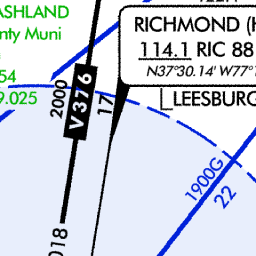 ASHLAND
nty Muni
54
9.025
RICHMOND (H
114.1 RIC 88
N37°30.14' W77°1
LEESBURG
2000
V376
17
1900G
22
018